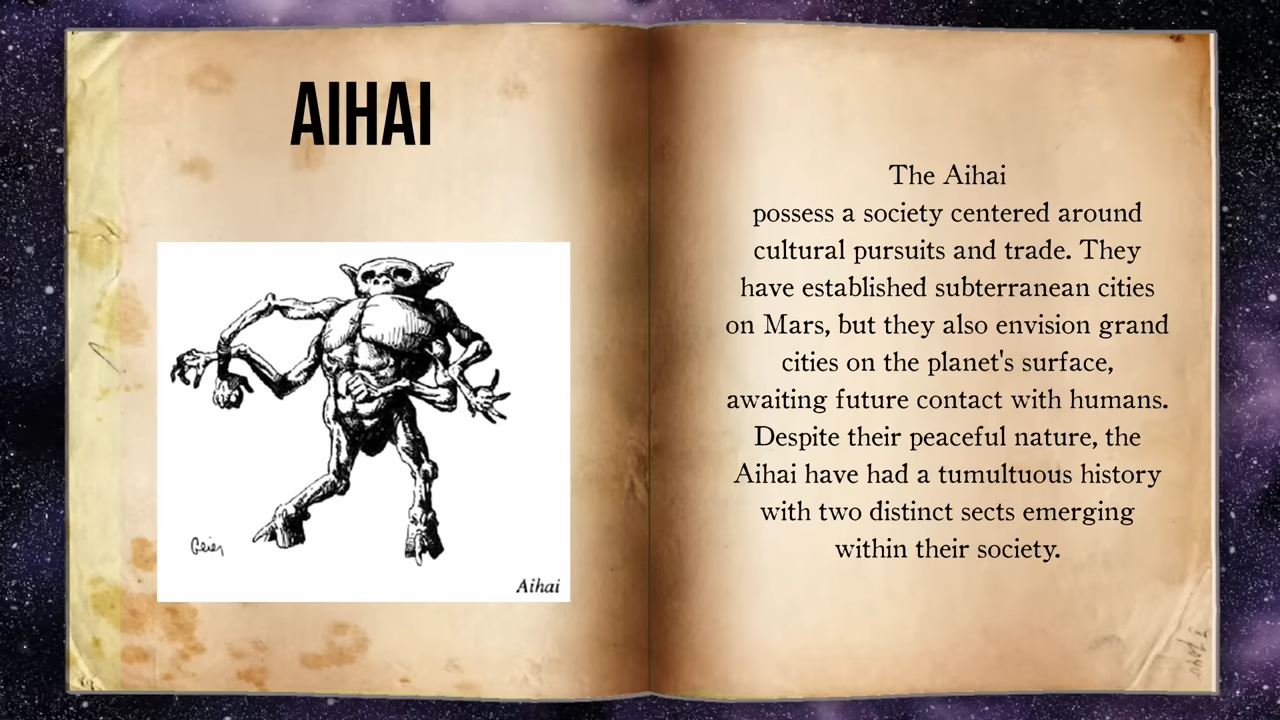 AIHAI
Geier
Aihai
The Aihai
possess a society centered around
cultural pursuits and trade. They
have established subterranean cities
on Mars, but they also envision grand
cities on the planet's surface,
awaiting future contact with humans.
Despite their peaceful nature, the
Aihai have had a tumultuous history
with two distinct sects emerging
within their society.